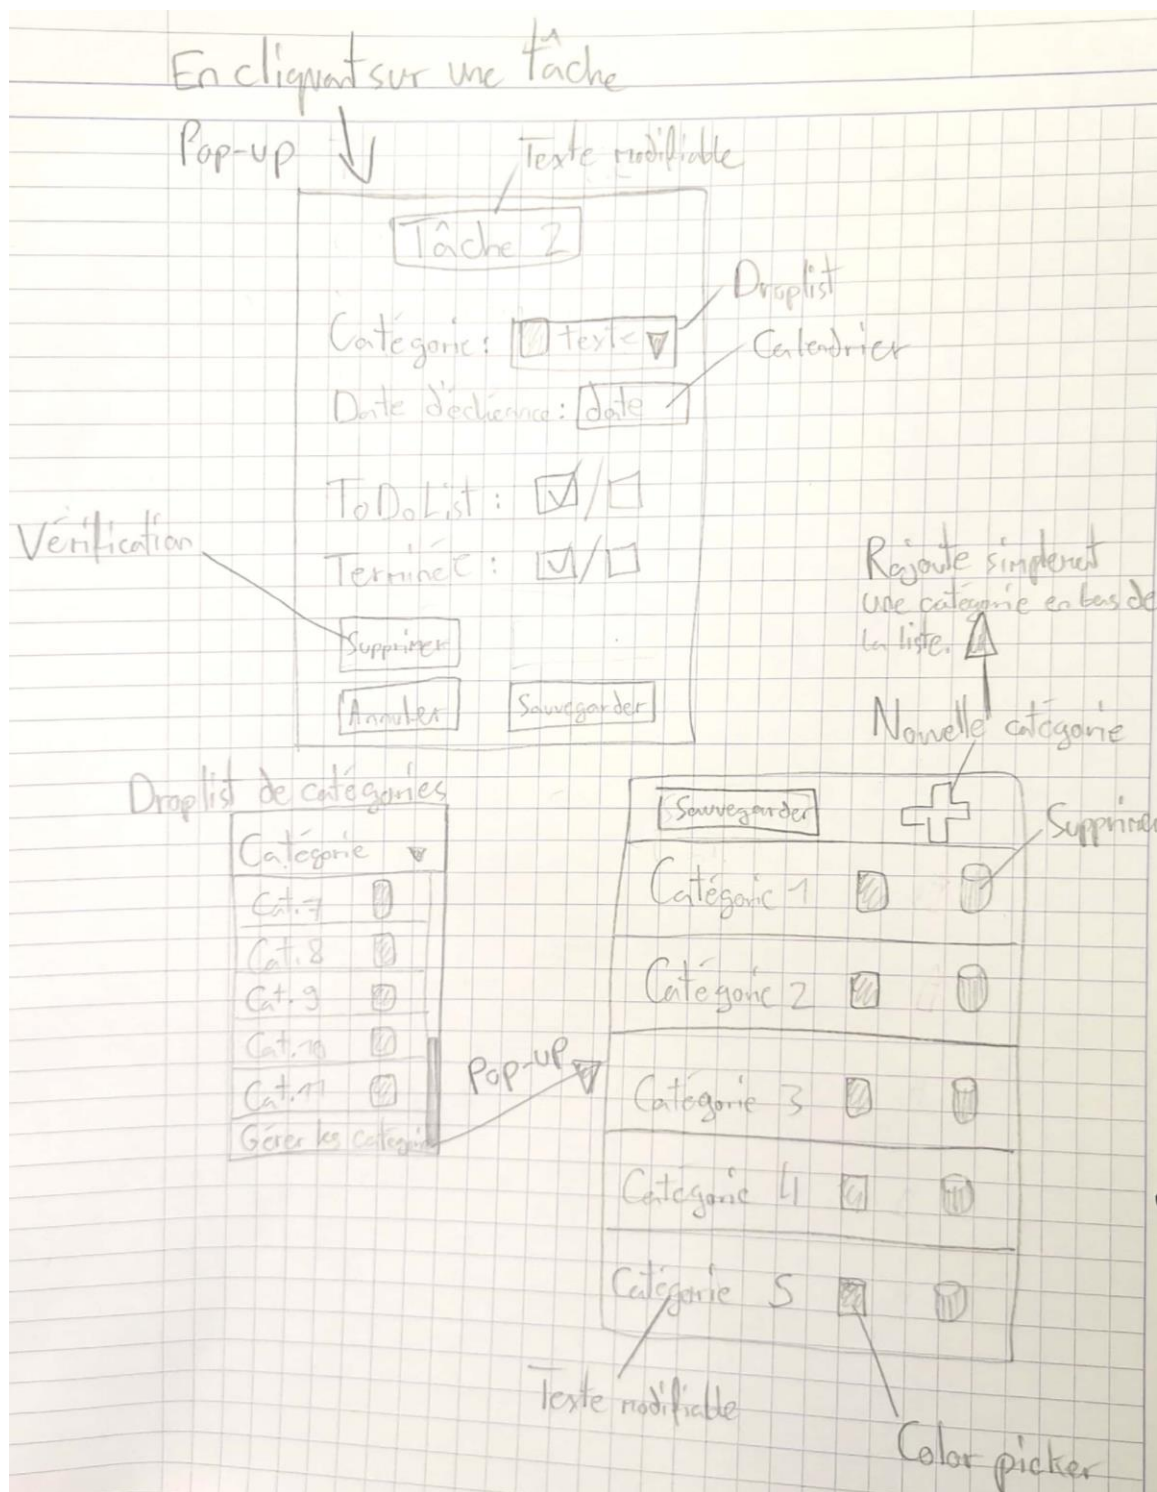 En cliquant sur une tâche
Pop-up
Texte modifiable
Tâche 2
Droplist
Catégorie : texte
Calendrier
Date d'échéance : date
ToDoList : /
Vérification
Terminée : /
Rajoute simplement
une catégorie en bas de
la liste.
Supprimer
Annuler
Sauvegarder
Nouvelle catégorie
Droplist de catégories
Catégorie
Cat. 7
Cat. 8
Cat. 9
Cat. 10
Cat. 11
Gérer les catégories
Pop-up
Sauvegarder
Supprimer
Catégorie 1
Catégorie 2
Catégorie 3
Catégorie 4
Catégorie 5
Texte modifiable
Color picker